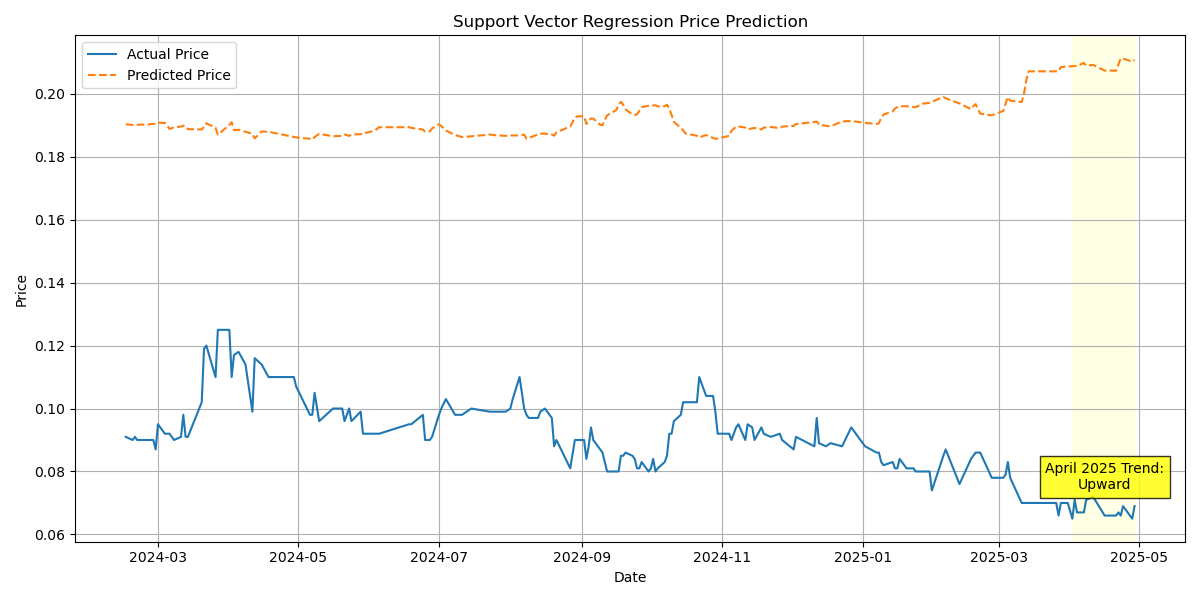 Support Vector Regression Price Prediction
Actual Price
Predicted Price
Price
0.20
0.18
0.16
0.14
0.12
0.10
0.08
0.06
April 2025 Trend:
Upward
2024-03
2024-05
2024-07
2024-09
2024-11
2025-01
2025-03
2025-05
Date